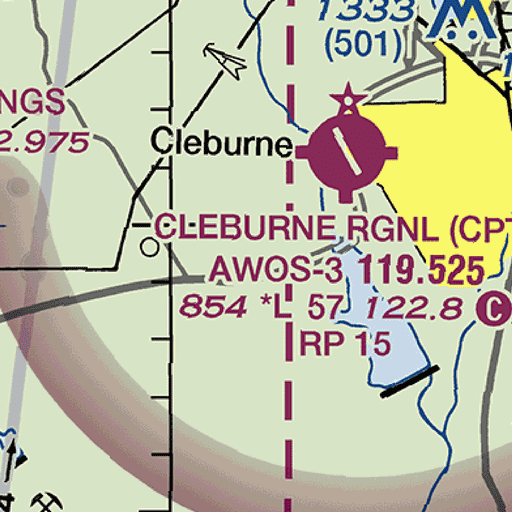 1333
(501)
NGS
2.975
Cleburne
CLEBURNE RGNL (CPT
AWOS-3 119.525
854 *L 57 122.8 C
RP 15